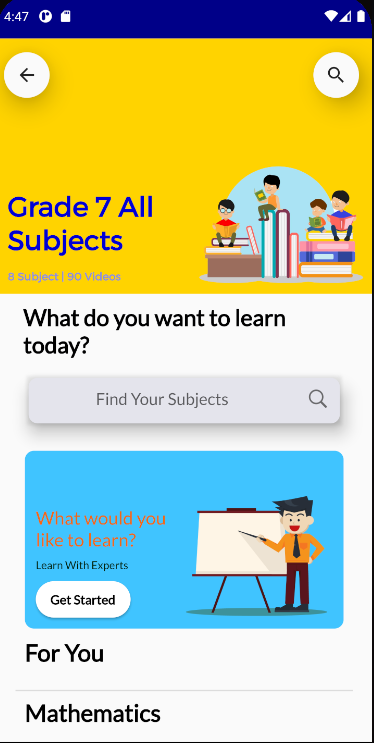 4:47
Grade 7 All
Subjects
8 Subject | 90 Videos
What do you want to learn
today?
Find Your Subjects
What would you
like to learn?
Learn With Experts
Get Started
For You
Mathematics